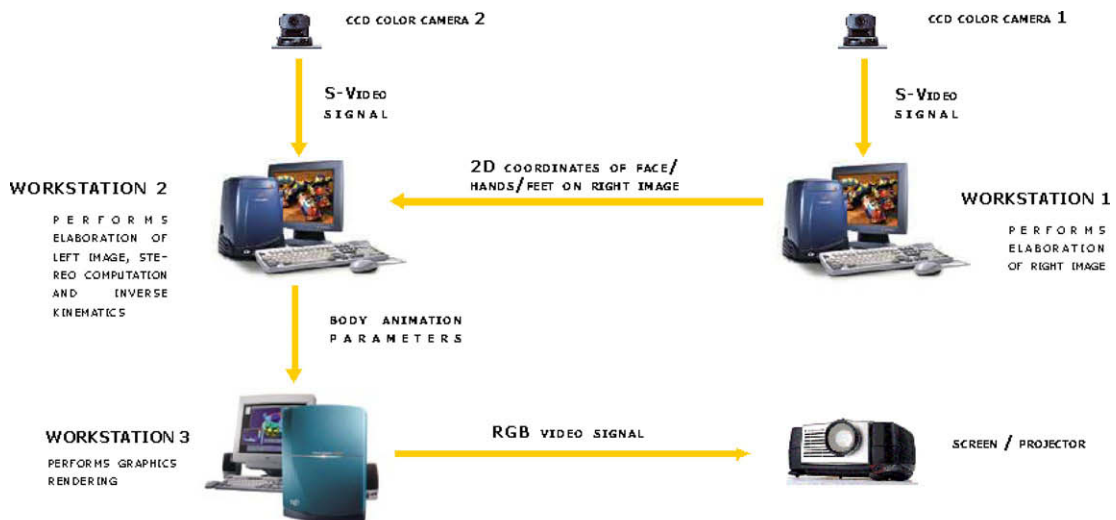 CCD COLOR CAMERA 2
CCD COLOR CAMERA 1
S-VIDEO
SIGNAL
S-VIDEO
SIGNAL
2D COORDINATES OF FACE/
HANDS/FEET ON RIGHT IMAGE
WORKSTATION 2
PERFORMS
ELABORATION OF
LEFT IMAGE, STE-
REO COMPUTATION
AND INVERSE
KINEMATICS
WORKSTATION 1
PERFORMS
ELABORATION
OF RIGHT IMAGE
BODY ANIMATION
PARAMETERS
WORKSTATION 3
PERFORMS GRAPHICS
RENDERING
RGB VIDEO SIGNAL
SCREEN / PROJECTOR